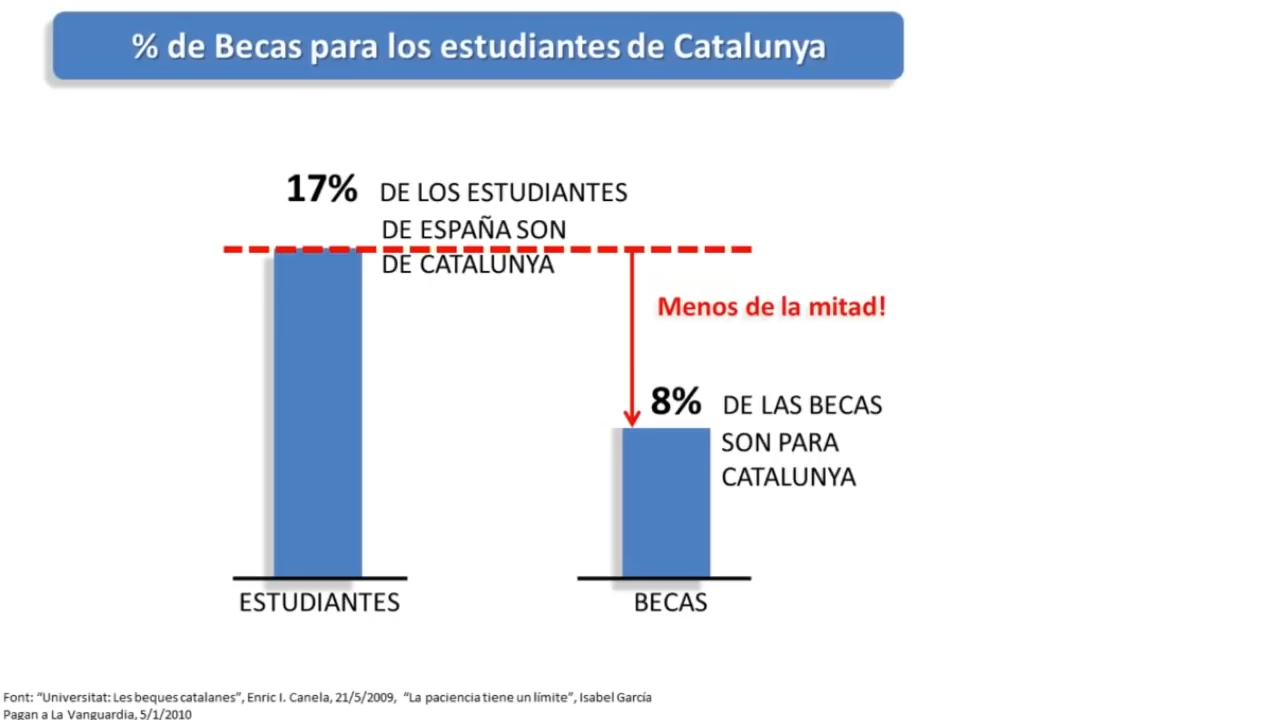 % de Becas para los estudiantes de Catalunya
17% DE LOS ESTUDIANTES
DE ESPAÑA SON
DE CATALUNYA
Menos de la mitad!
8% DE LAS BECAS
SON PARA
CATALUNYA
ESTUDIANTES
BECAS
Font: “Universitat: Les beques catalanes”, Enric I. Canela, 21/5/2009, “La paciencia tiene un límite”, Isabel García
Pagan a La Vanguardia, 5/1/2010